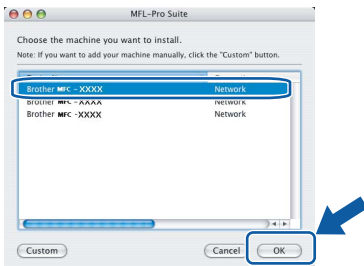 MFL-Pro Suite
Choose the machine you want to install.
Note: If you want to add your machine manually, click the "Custom" button.
Brother MFC -XXXX Network
Brother MFC -XXXX Network
Brother MFC -XXXX Network
Custom Cancel OK